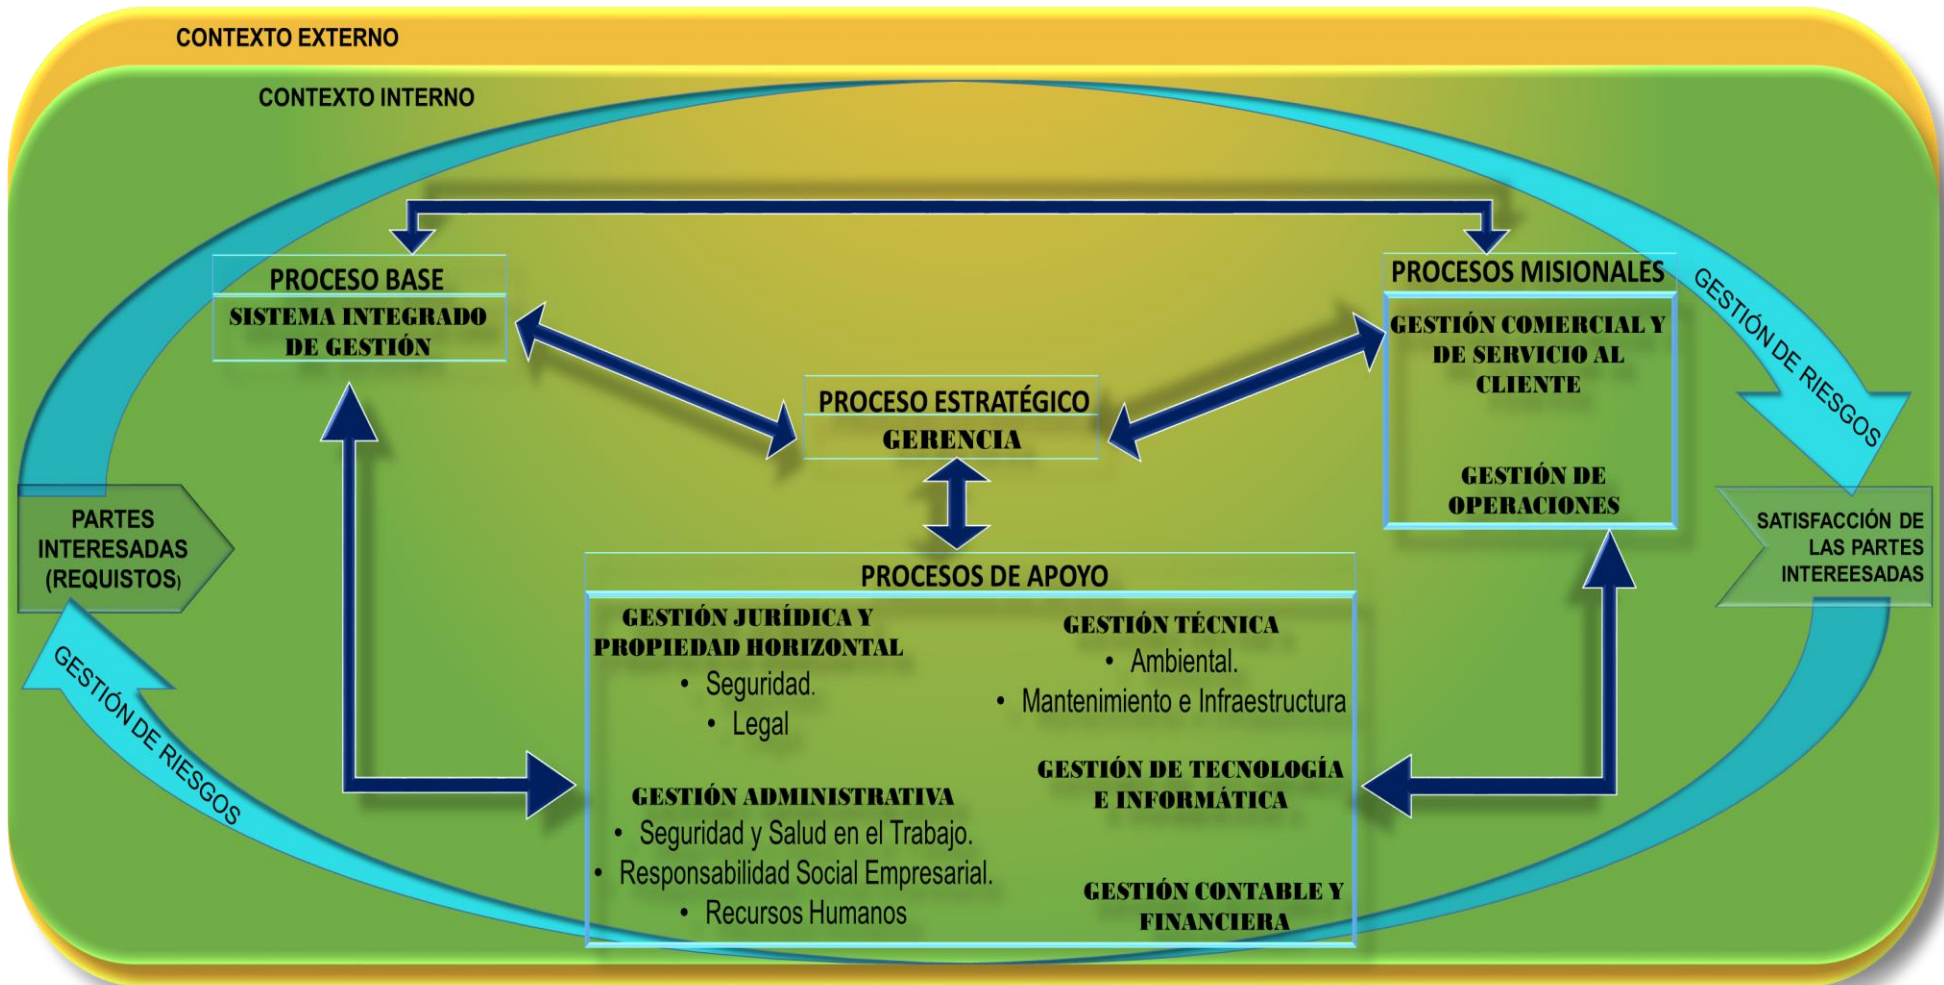 CONTEXTO EXTERNO
CONTEXTO INTERNO
PROCESO BASE
SISTEMA INTEGRADO
DE GESTIÓN
PROCESOS MISIONALES
GESTIÓN COMERCIAL Y
DE SERVICIO AL
CLIENTE
GESTIÓN DE
OPERACIONES
GESTIÓN DE RIESGOS
PROCESO ESTRATÉGICO
GERENCIA
PARTES
INTERESADAS
(REQUISTOS)
SATISFACCIÓN DE
LAS PARTES
INTEREESADAS
PROCESOS DE APOYO
GESTIÓN JURÍDICA Y
PROPIEDAD HORIZONTAL
• Seguridad.
• Legal
GESTIÓN ADMINISTRATIVA
• Seguridad y Salud en el Trabajo.
• Responsabilidad Social Empresarial.
• Recursos Humanos
GESTIÓN TÉCNICA
• Ambiental.
• Mantenimiento e Infraestructura
GESTIÓN DE TECNOLOGÍA
E INFORMÁTICA
GESTIÓN CONTABLE Y
FINANCIERA
GESTIÓN DE RIESGOS